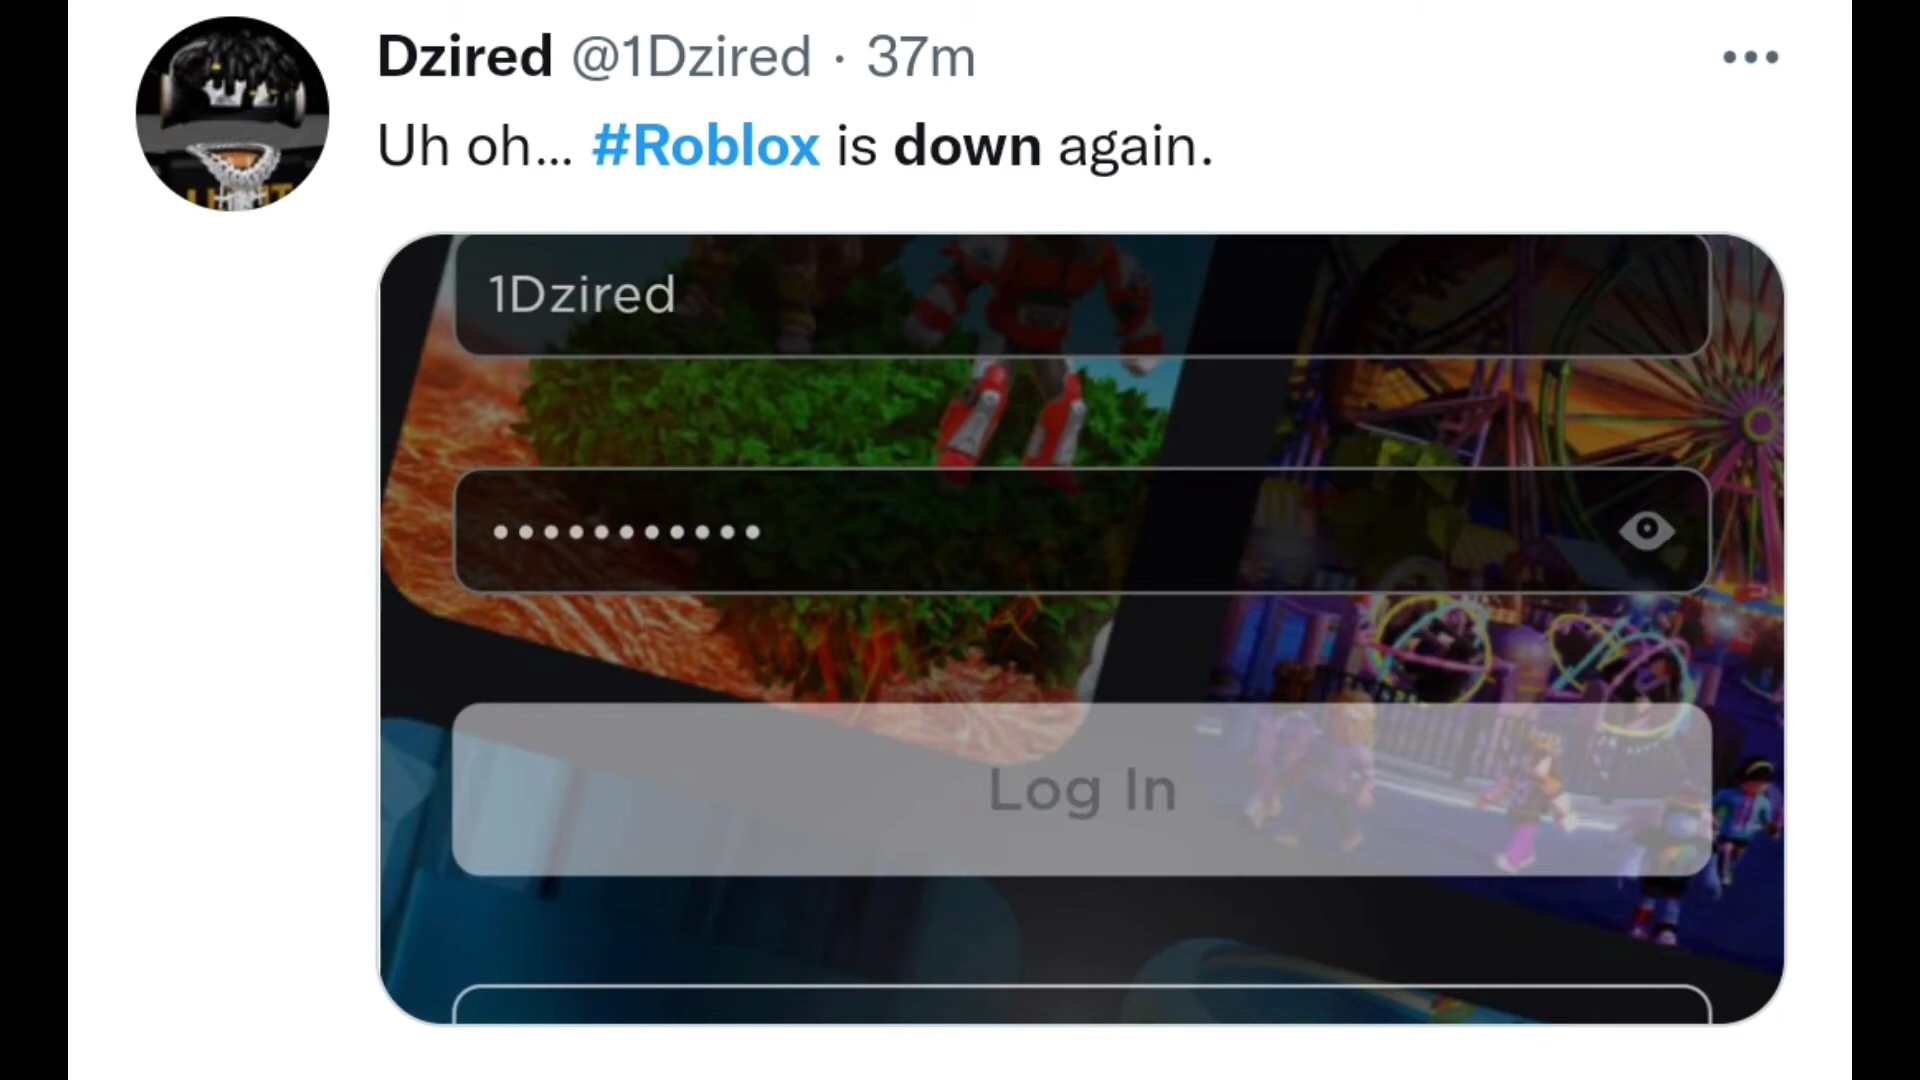 Dzired @1Dzired · 37m
Uh oh... #Roblox is down again.
1Dzired
Log In